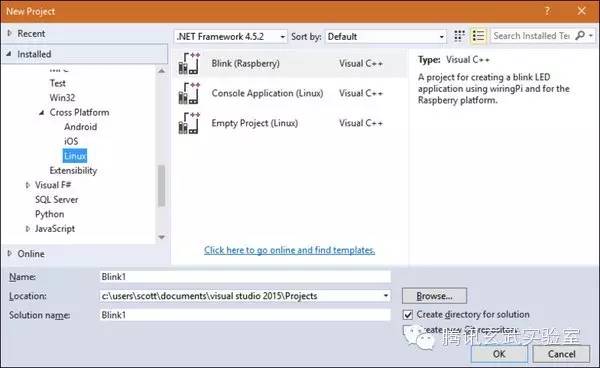 New Project
Recent
Installed
Test
Win32
Cross Platform
Android
iOS
Linux
Extensibility
Visual F#
SQL Server
Python
JavaScript
Online
.NET Framework 4.5.2
Sort by: Default
Search Installed Te
Blink (Raspberry) Visual C++
Console Application (Linux) Visual C++
Empty Project (Linux) Visual C++
Click here to go online and find templates.
Type: Visual C++
A project for creating a blink LED
application using wiringPi and for the
Raspberry platform.
Name: Blink1
Location: c:\users\scott\documents\visual studio 2015\Projects
Browse...
Solution name: Blink1
Create directory for solution
Create new Git repository
腾讯玄武实验室
OK
Cancel